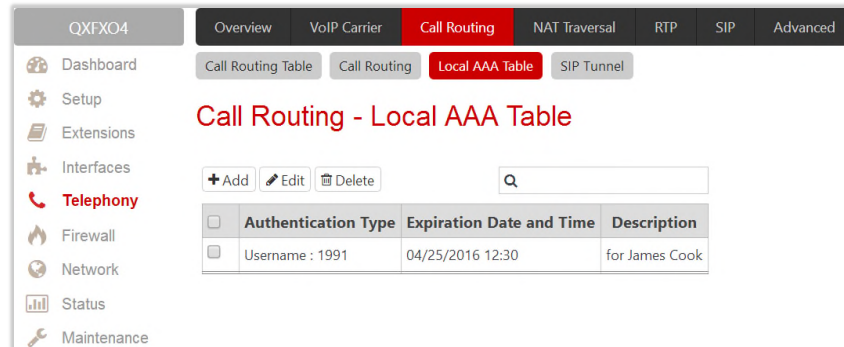 QXFXO4
Overview VoIP Carrier Call Routing NAT Traversal RTP SIP Advanced
Dashboard
Setup
Extensions
Interfaces
Telephony
Firewall
Network
Status
Maintenance
Call Routing Table Call Routing Local AAA Table SIP Tunnel
Call Routing - Local AAA Table
Add Edit Delete
Authentication Type Expiration Date and Time Description
Username : 1991 04/25/2016 12:30 for James Cook